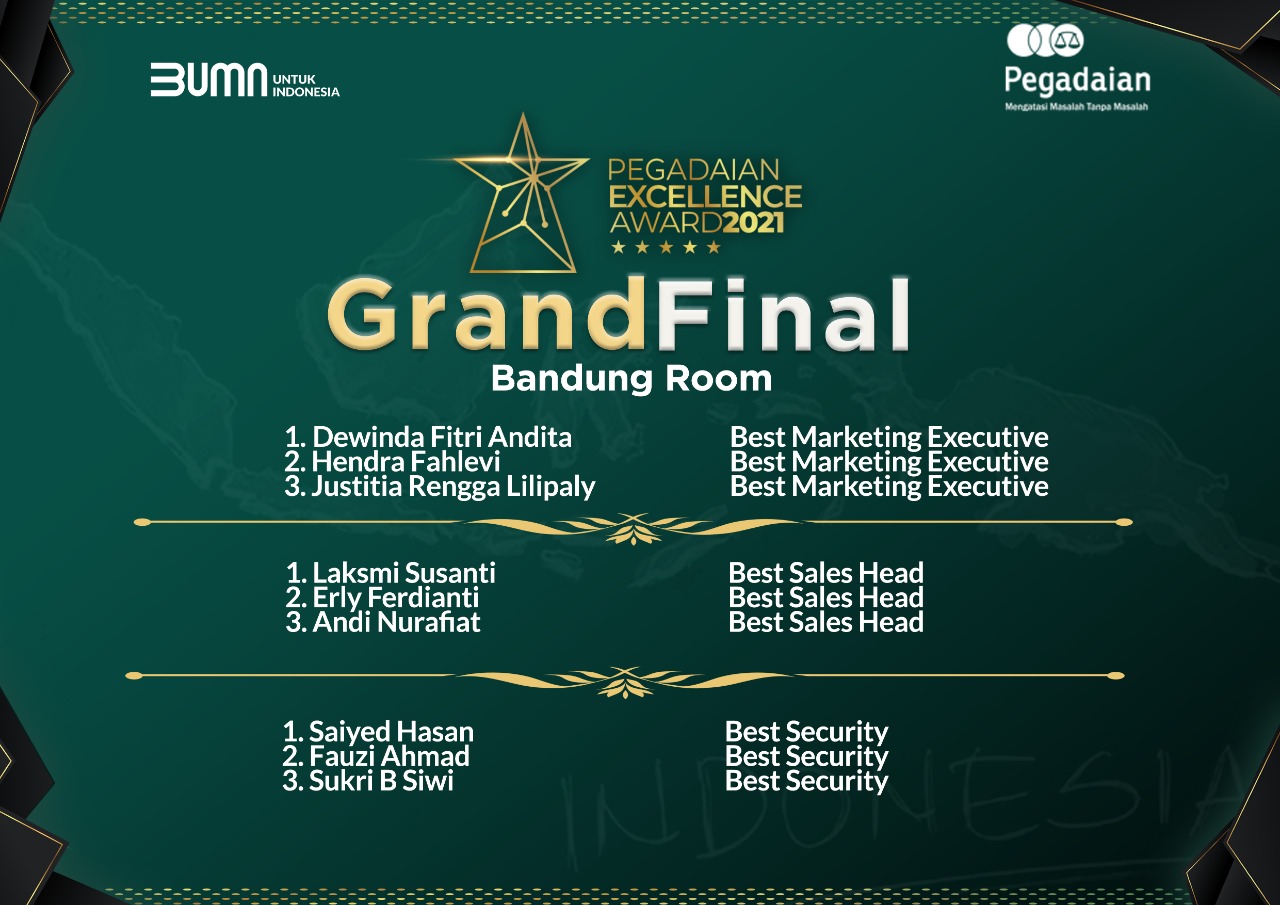 BUMN UNTUK
INDONESIA
Pegadaian
Mengatasi Masalah Tanpa Masalah
PEGADAIAN
EXCELLENCE
AWARD2021
GrandFinal
Bandung Room
1. Dewinda Fitri Andita Best Marketing Executive
2. Hendra Fahlevi Best Marketing Executive
3. Justitia Rengga Lilipaly Best Marketing Executive
1. Laksmi Susanti Best Sales Head
2. Erly Ferdianti Best Sales Head
3. Andi Nurafiat Best Sales Head
1. Saiyed Hasan Best Security
2. Fauzi Ahmad Best Security
3. Sukri B Siwi Best Security
INDONESIA